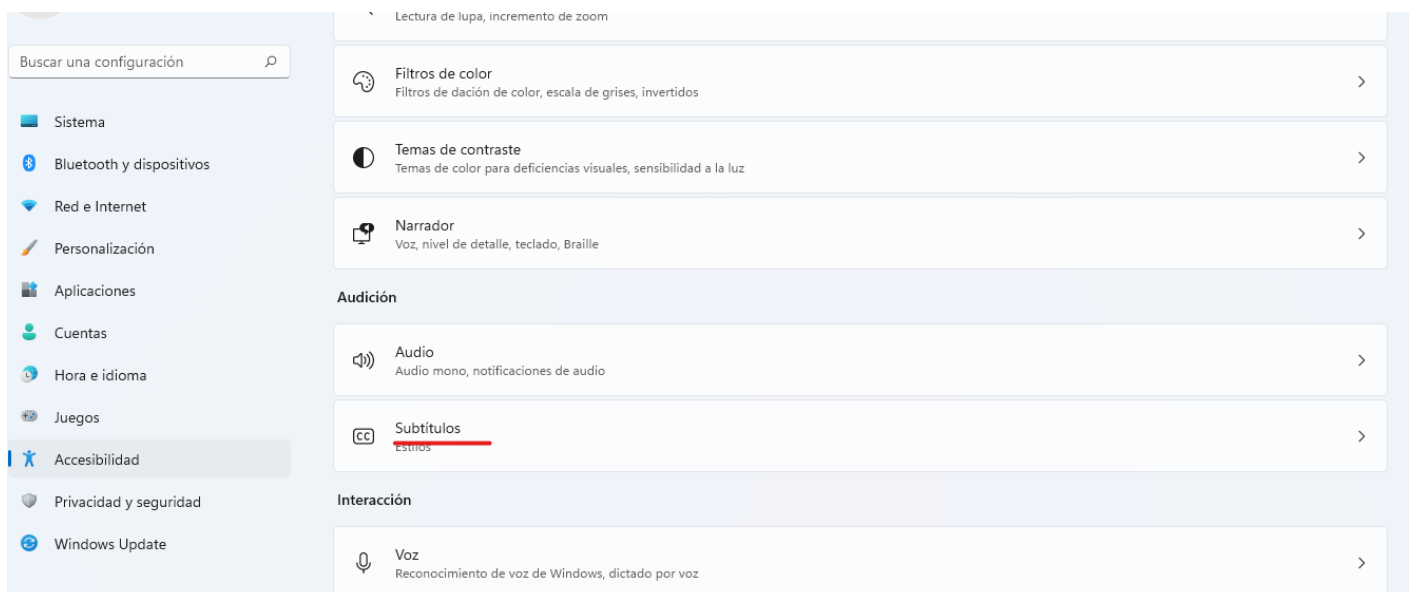 Lectura de lupa, incremento de zoom
Buscar una configuración
Filtros de color
Filtros de dación de color, escala de grises, invertidos
Sistema
Temas de contraste
Temas de color para deficiencias visuales, sensibilidad a la luz
Bluetooth y dispositivos
Red e Internet
Narrador
Voz, nivel de detalle, teclado, Braille
Personalización
Aplicaciones
Audición
Cuentas
Audio
Audio mono, notificaciones de audio
Hora e idioma
Juegos
CC
Subtítulos
Estilos
Accesibilidad
Privacidad y seguridad
Interacción
Windows Update
Voz
Reconocimiento de voz de Windows, dictado por voz